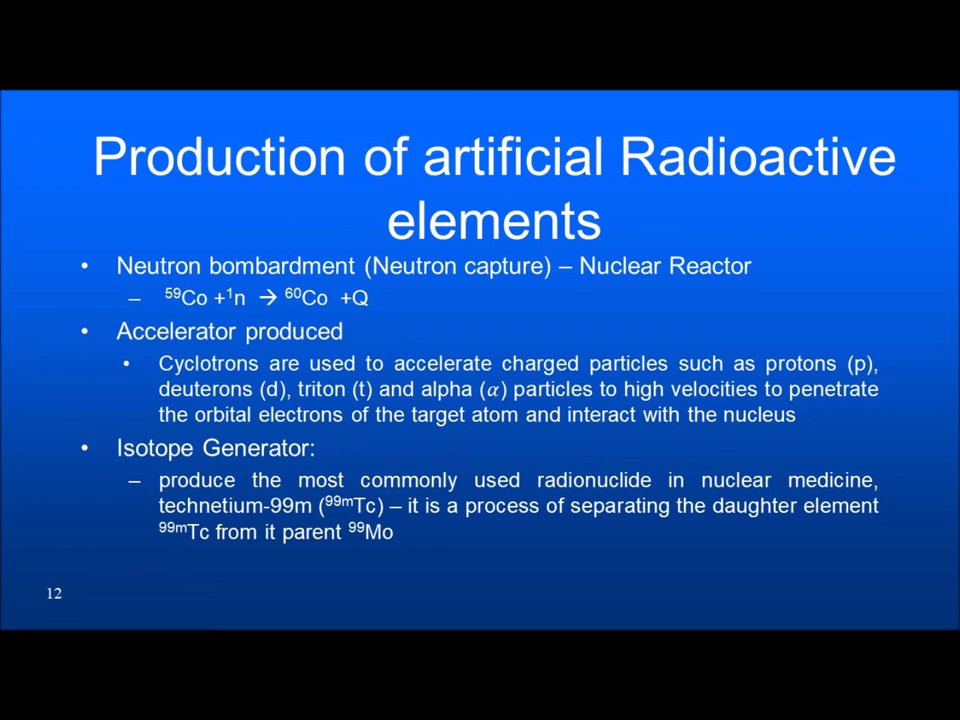 Production of artificial Radioactive
elements
• Neutron bombardment (Neutron capture) – Nuclear Reactor
– ⁵⁹Co +¹n → ⁶⁰Co +Q
• Accelerator produced
• Cyclotrons are used to accelerate charged particles such as protons (p),
deuterons (d), triton (t) and alpha (𝛼) particles to high velocities to penetrate
the orbital electrons of the target atom and interact with the nucleus
• Isotope Generator:
– produce the most commonly used radionuclide in nuclear medicine,
technetium-99m (⁹⁹ᵐTc) – it is a process of separating the daughter element
⁹⁹ᵐTc from it parent ⁹⁹Mo
12